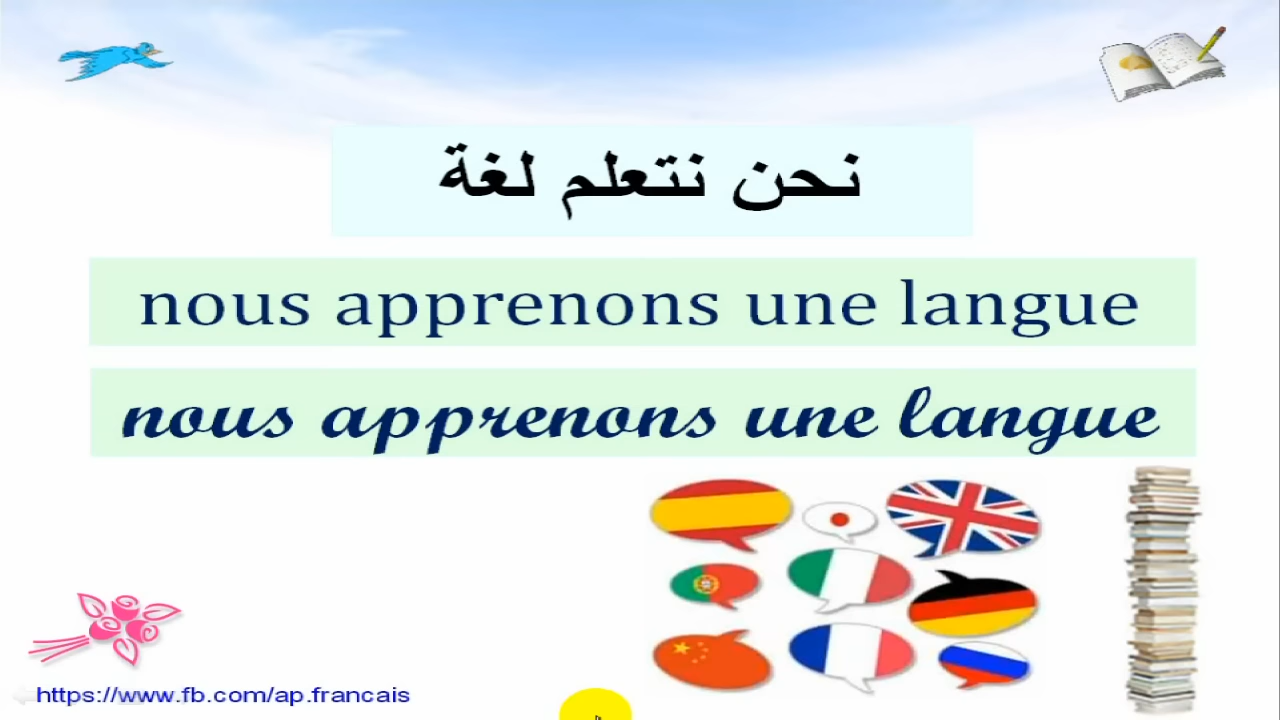 نحن نتعلم لغة
nous apprenons une langue
nous apprenons une langue
https://www.fb.com/ap.francais